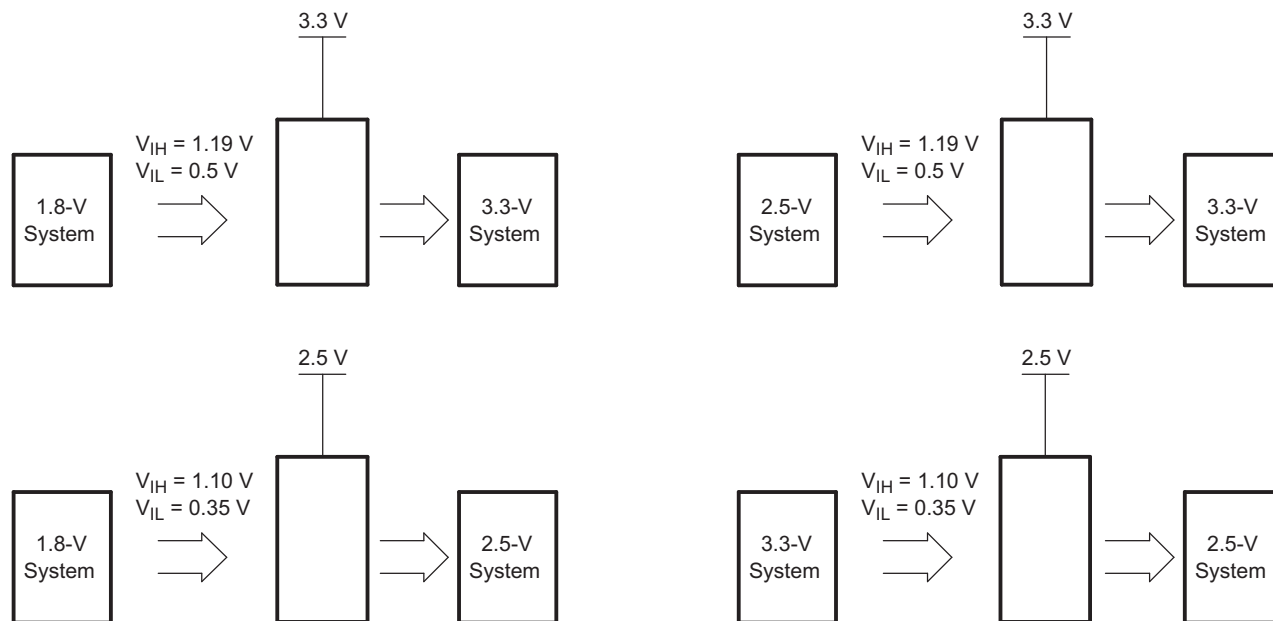 3.3 V
V_IH = 1.19 V
V_IL = 0.5 V
1.8-V
System
3.3-V
System
3.3 V
V_IH = 1.19 V
V_IL = 0.5 V
2.5-V
System
3.3-V
System
2.5 V
V_IH = 1.10 V
V_IL = 0.35 V
1.8-V
System
2.5-V
System
2.5 V
V_IH = 1.10 V
V_IL = 0.35 V
3.3-V
System
2.5-V
System